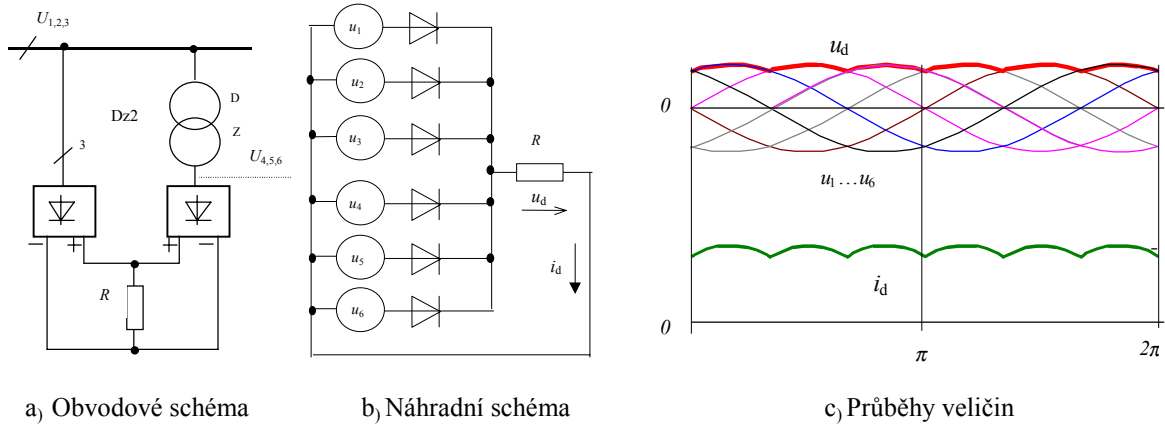 U1,2,3
Dz2
D
Z
3
U4,5,6
−
+
+
−
R
u1
u2
u3
u4
u5
u6
R
ud
id
ud
0
u1 …u6
id
0
π
2π
a) Obvodové schéma
b) Náhradní schéma
c) Průběhy veličin